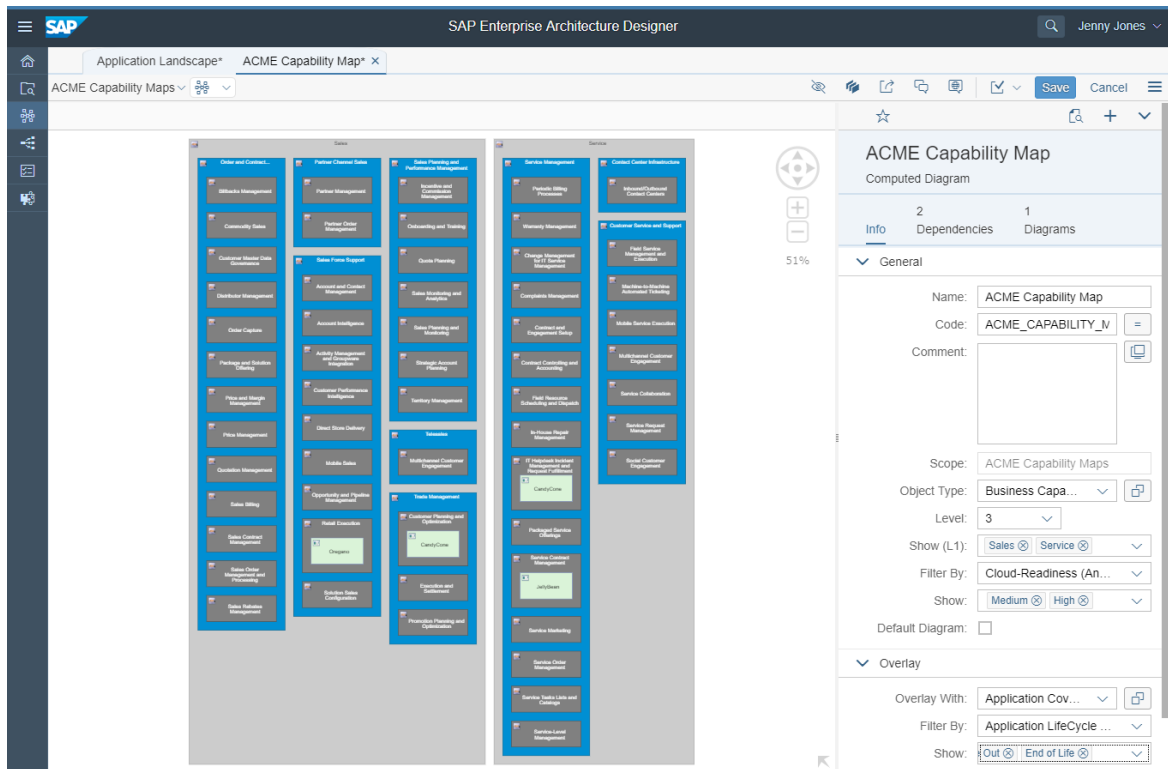 SAP
SAP Enterprise Architecture Designer
Jenny Jones
Application Landscape*
ACME Capability Map* ×
ACME Capability Maps
Save
Cancel
Sales
Order and Contract...
Billbacks Management
Commodity Sales
Customer Master Data
Governance
Distributor Management
Order Capture
Package and Solution
Offering
Price and Margin
Management
Price Management
Quotation Management
Sales Billing
Sales Contract
Management
Sales Order
Management and
Processing
Sales Rebates
Management
Partner Channel Sales
Partner Management
Partner Order
Management
Sales Force Support
Account and Contact
Management
Account Intelligence
Activity Management
and Groupware
Integration
Customer Performance
Intelligence
Direct Store Delivery
Mobile Sales
Opportunity and Pipeline
Management
Retail Execution
Oregano
Solution Sales
Configuration
Sales Planning and
Performance Management
Incentive and
Commission
Management
Onboarding and Training
Quota Planning
Sales Monitoring and
Analytics
Sales Planning and
Monitoring
Strategic Account
Planning
Territory Management
Telesales
Multichannel Customer
Engagement
Trade Management
Customer Planning and
Optimization
CandyCone
Execution and
Settlement
Promotion Planning and
Optimization
Service
Service Management
Periodic Billing
Processes
Warranty Management
Change Management
for IT Service
Management
Complaints Management
Contract and
Engagement Setup
Contract Controlling and
Accounting
Field Resource
Scheduling and Dispatch
In-House Repair
Management
IT Helpdesk Incident
Management and
Request Fulfillment
CandyCone
Packaged Service
Offerings
Service Contract
Management
JellyBean
Service Marketing
Service Order
Management
Service Tasks Lists and
Catalogs
Service-Level
Management
Contact Center Infrastructure
Inbound/Outbound
Contact Centers
Customer Service and Support
Field Service
Management and
Execution
Machine-to-Machine
Automated Ticketing
Mobile Service Execution
Multichannel Customer
Engagement
Service Collaboration
Service Request
Management
Social Customer
Engagement
51%
ACME Capability Map
Computed Diagram
Info
2
Dependencies
1
Diagrams
General
Name: ACME Capability Map
Code: ACME_CAPABILITY_M =
Comment:
Scope: ACME Capability Maps
Object Type: Business Capa...
Level: 3
Show (L1): Sales Service
Filter By: Cloud-Readiness (An...
Show: Medium High
Default Diagram:
Overlay
Overlay With: Application Cov...
Filter By: Application LifeCycle ...
Show: Out End of Life